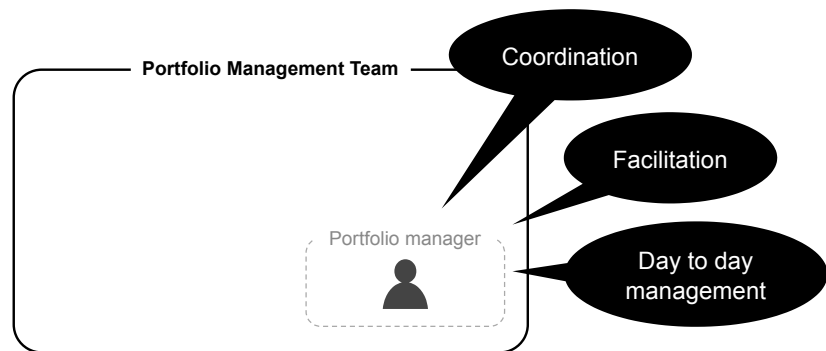 Coordination
Portfolio Management Team
Facilitation
Portfolio manager
Day to day
management